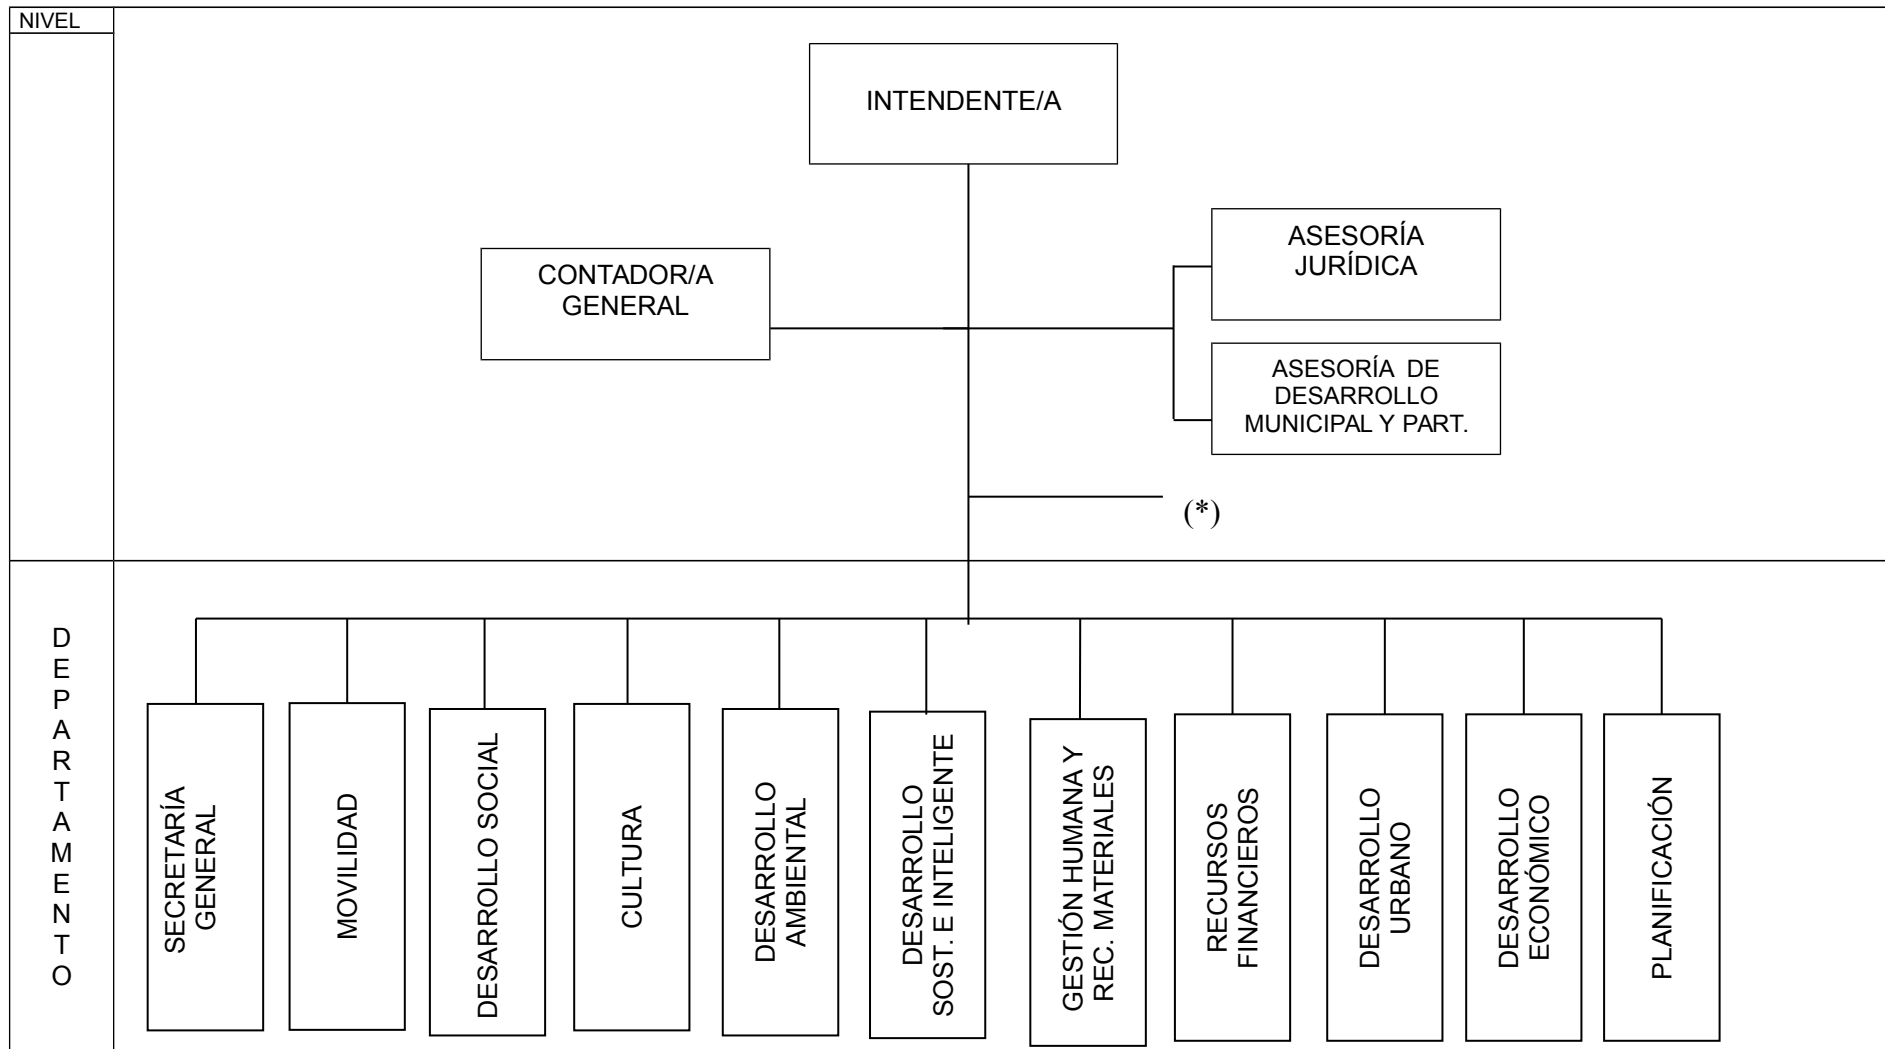 NIVEL
INTENDENTE/A
CONTADOR/A
GENERAL
ASESORÍA
JURÍDICA
ASESORÍA DE
DESARROLLO
MUNICIPAL Y PART.
(*)
D
E
P
A
R
T
A
M
E
N
T
O
SECRETARÍA
GENERAL
MOVILIDAD
DESARROLLO SOCIAL
CULTURA
DESARROLLO
AMBIENTAL
DESARROLLO
SOST. E INTELIGENTE
GESTIÓN HUMANA Y
REC. MATERIALES
RECURSOS
FINANCIEROS
DESARROLLO
URBANO
DESARROLLO
ECONÓMICO
PLANIFICACIÓN